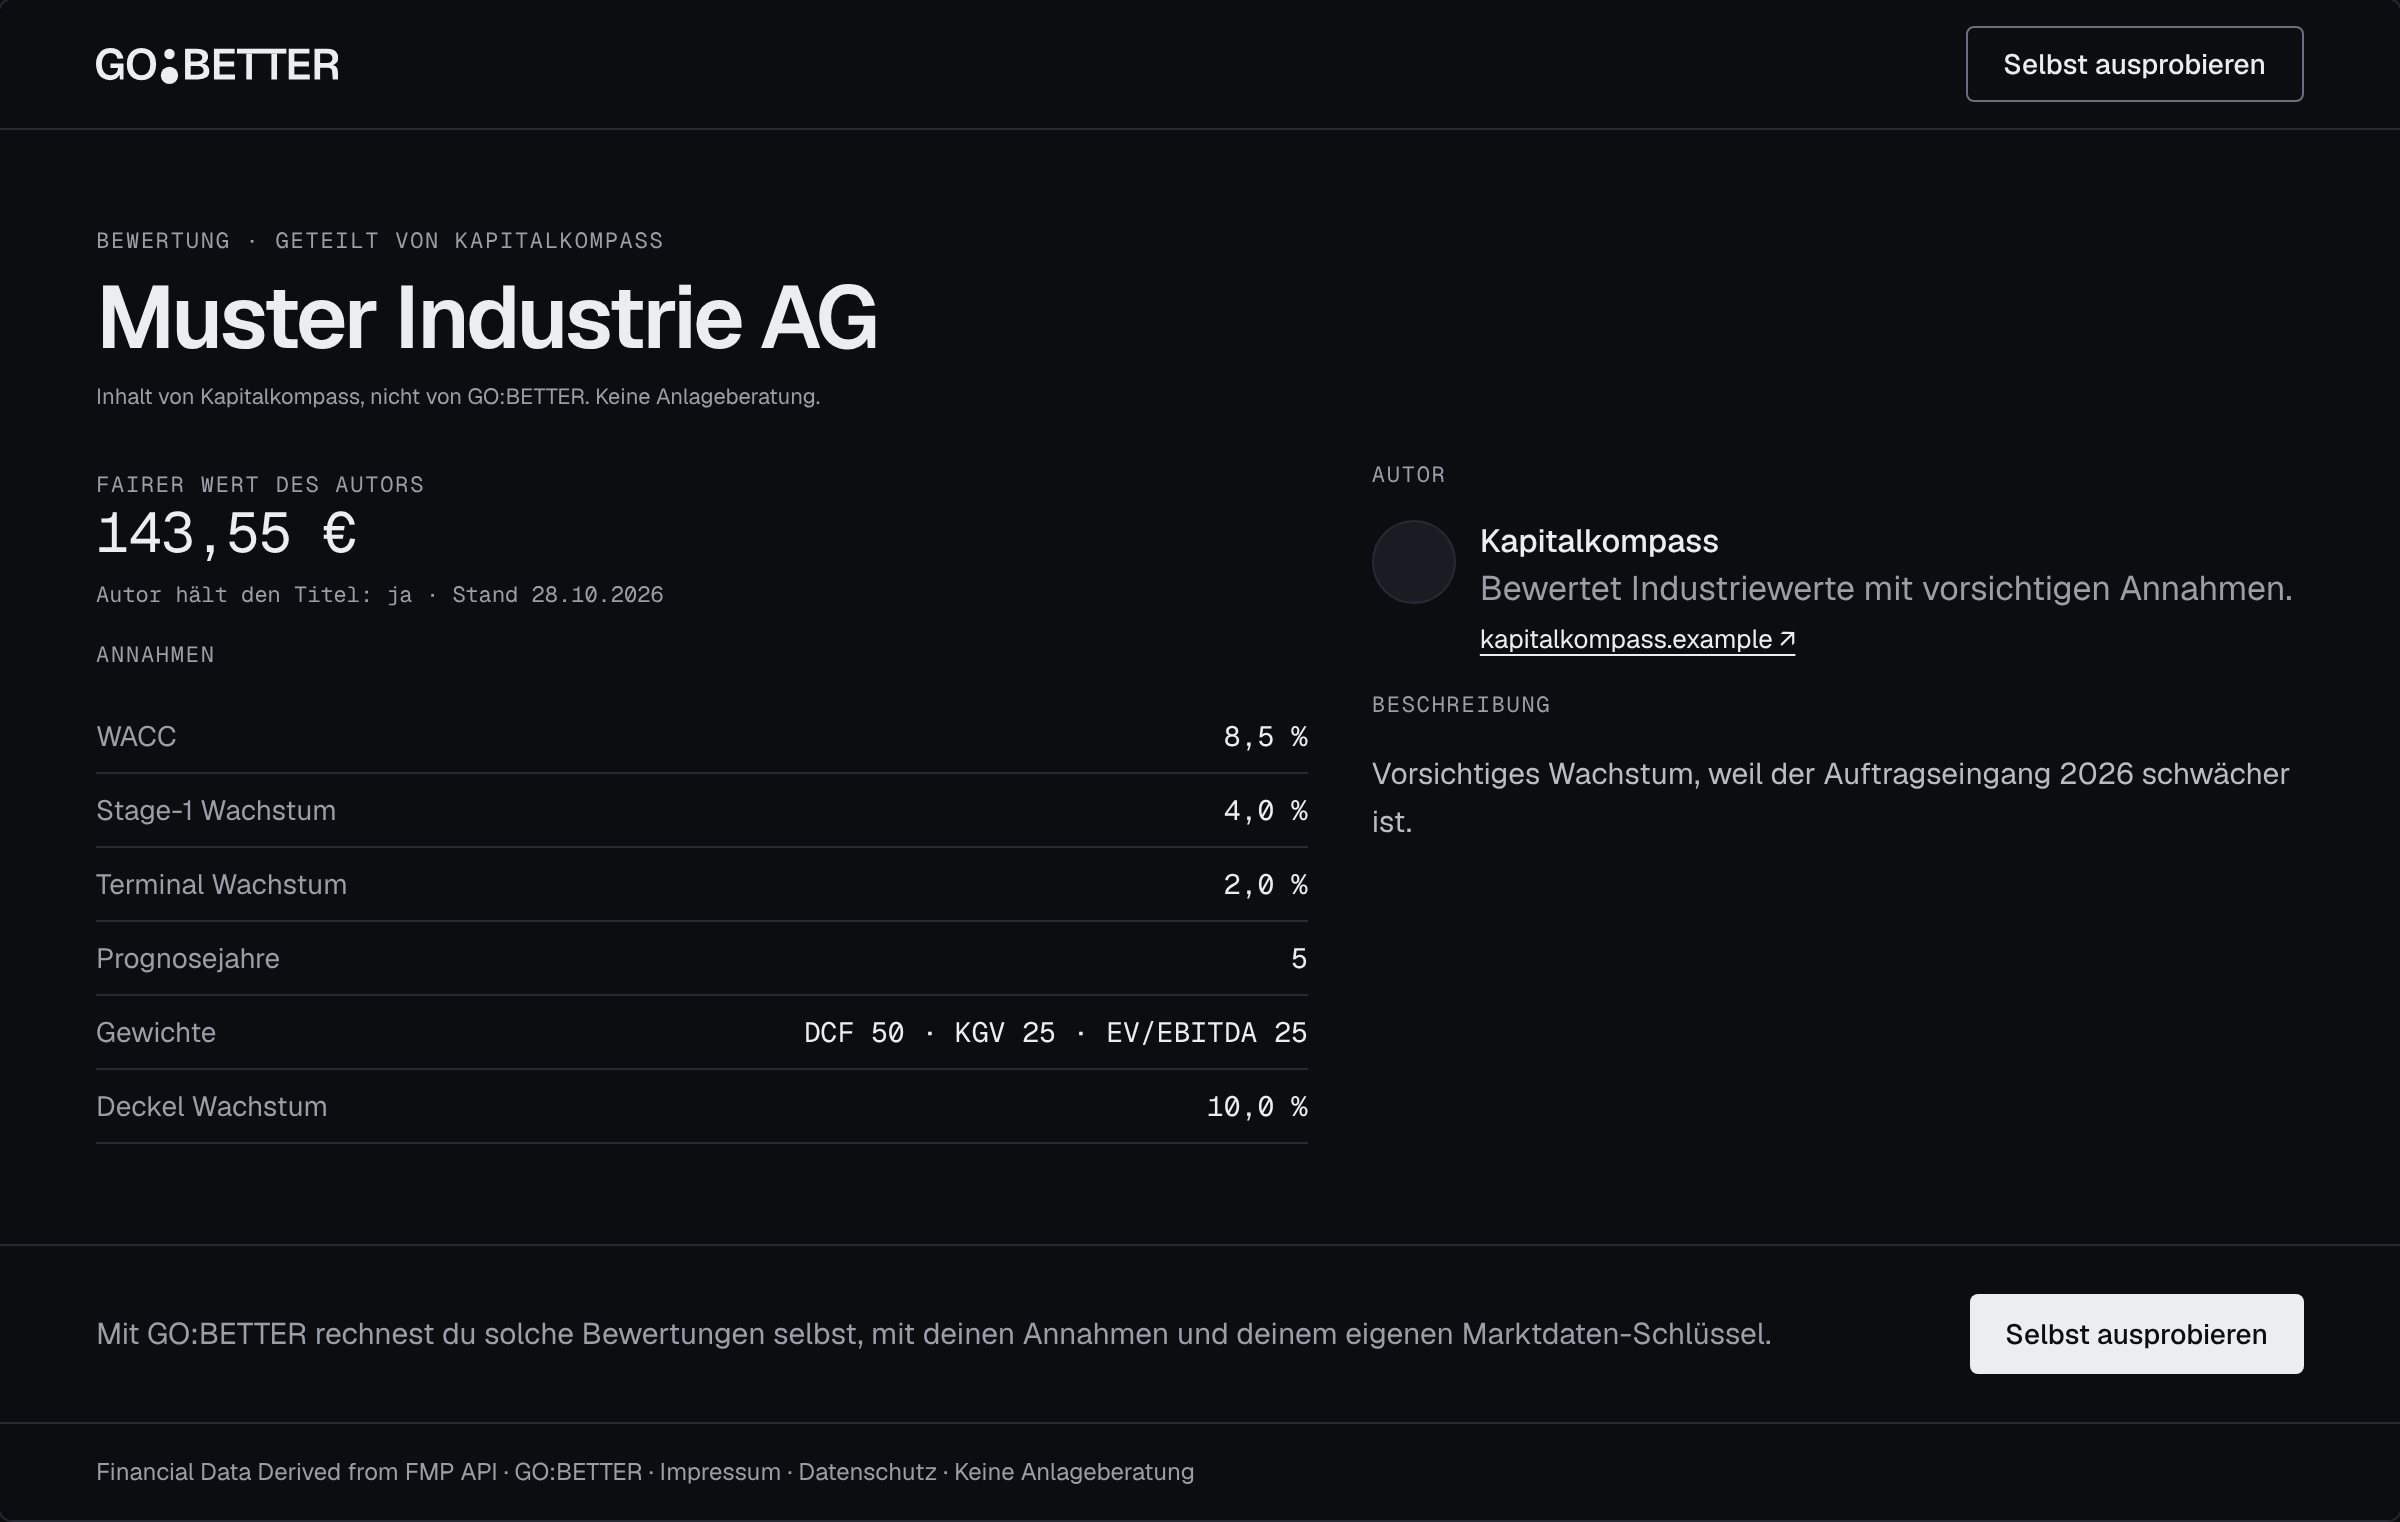 GO:BETTER
Selbst ausprobieren
BEWERTUNG · GETEILT VON KAPITALKOMPASS
Muster Industrie AG
Inhalt von Kapitalkompass, nicht von GO:BETTER. Keine Anlageberatung.
FAIRER WERT DES AUTORS
143,55 €
Autor hält den Titel: ja · Stand 28.10.2026
ANNAHMEN
WACC 8,5 %
Stage-1 Wachstum 4,0 %
Terminal Wachstum 2,0 %
Prognosejahre 5
Gewichte DCF 50 · KGV 25 · EV/EBITDA 25
Deckel Wachstum 10,0 %
AUTOR
Kapitalkompass
Bewertet Industriewerte mit vorsichtigen Annahmen.
kapitalkompass.example ↗
BESCHREIBUNG
Vorsichtiges Wachstum, weil der Auftragseingang 2026 schwächer
ist.
Mit GO:BETTER rechnest du solche Bewertungen selbst, mit deinen Annahmen und deinem eigenen Marktdaten-Schlüssel.
Selbst ausprobieren
Financial Data Derived from FMP API · GO:BETTER · Impressum · Datenschutz · Keine Anlageberatung